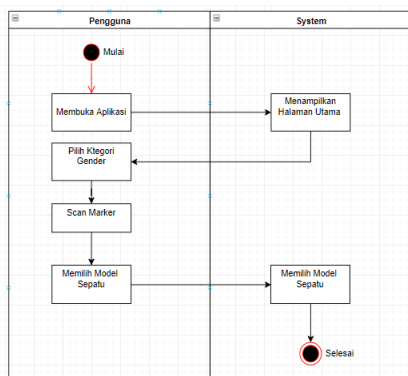 Pengguna
System
Mulai
Membuka Aplikasi
Menampilkan
Halaman Utama
Pilih Ktegori
Gender
Scan Marker
Memilih Model
Sepatu
Memilih Model
Sepatu
Selesai